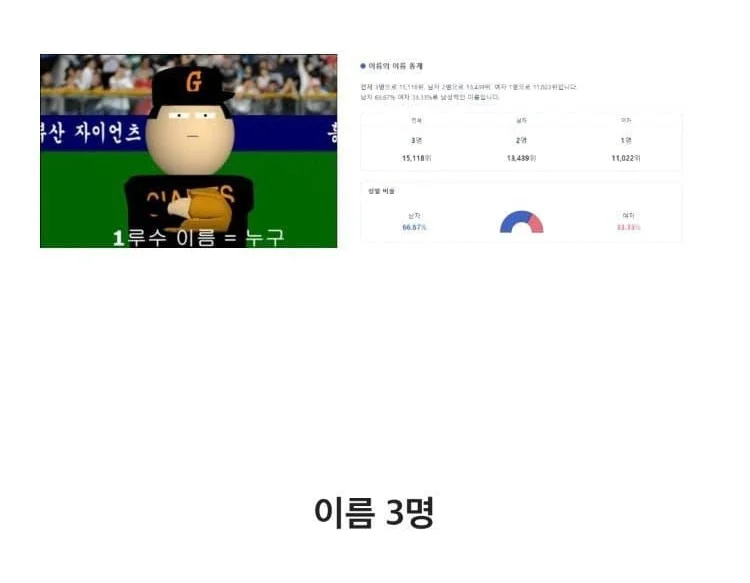 G
부산 자이언츠
GIANTS
1루수 이름 = 누구
이름의 이름 통계
전체 3명으로 15,118위, 남자 2명으로 13,439위, 여자 1명으로 11,022위입니다.
남자 66.67% 여자 33.33%로 남성적인 이름입니다.
전체 남자 여자
3명 2명 1명
15,118위 13,439위 11,022위
성별 비율
남자 여자
66.67% 33.33%
이름 3명